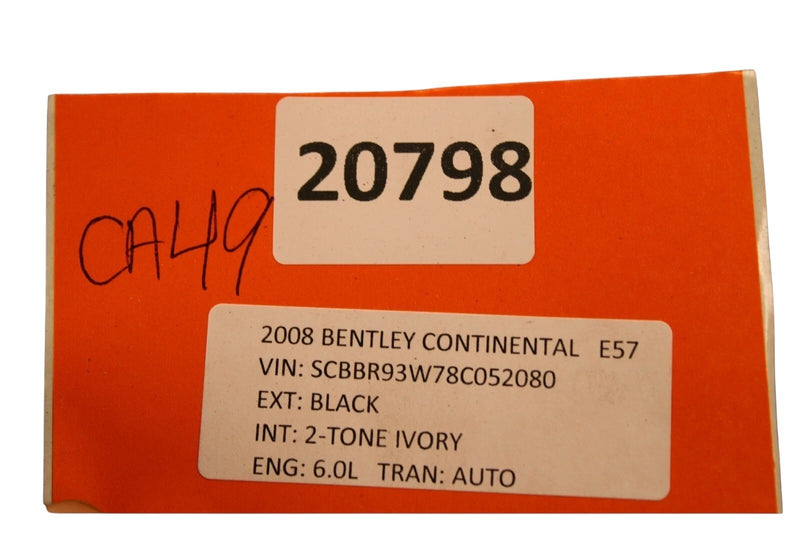 20798
CA49
2008 BENTLEY CONTINENTAL E57
VIN: SCBBR93W78C052080
EXT: BLACK
INT: 2-TONE IVORY
ENG: 6.0L TRAN: AUTO